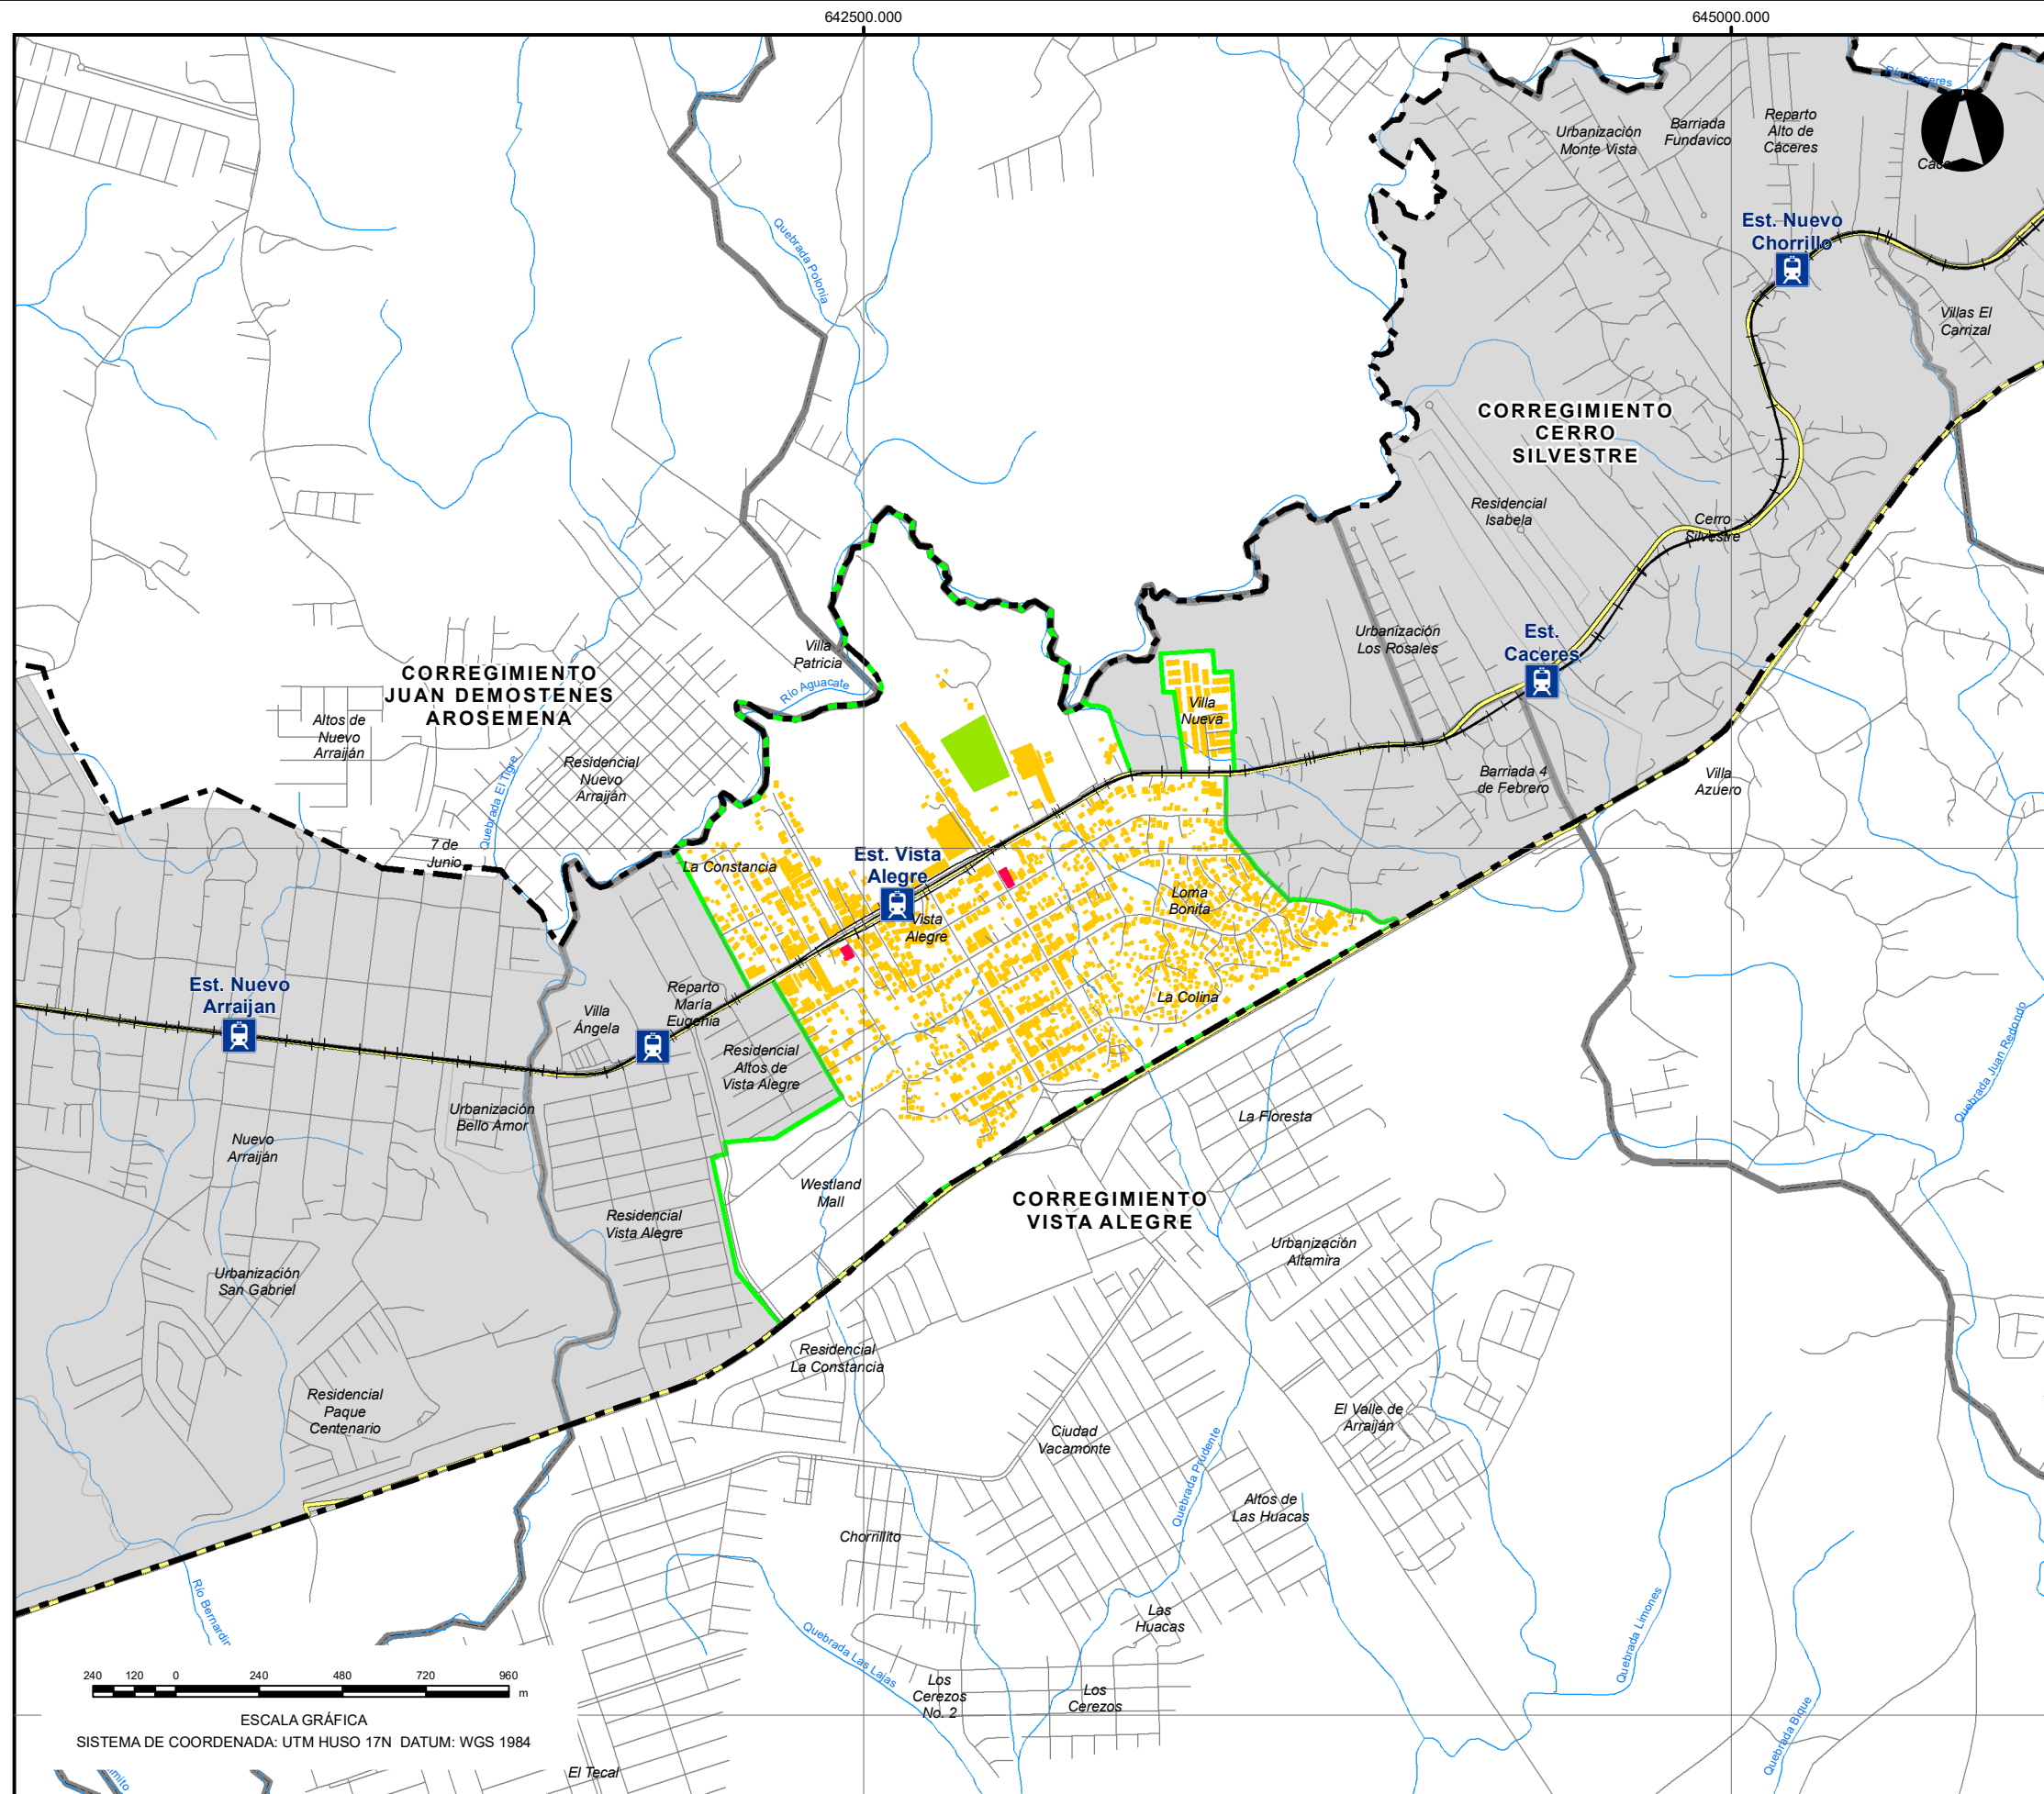 642500.000
645000.000
Río Caceres
Urbanización
Monte Vista
Barriada
Fundavico
Reparto
Alto de
Cáceres
Est. Nuevo
Chorrillo
Villas El
Carrizal
Quebrada Polonia
CORREGIMIENTO
CERRO
SILVESTRE
Residencial
Isabela
Cerro
Silvestre
Urbanización
Los Rosales
Est.
Caceres
Villa
Patricia
Río Aguacate
CORREGIMIENTO
JUAN DEMOSTENES
AROSEMENA
Altos de
Nuevo
Arraiján
Residencial
Nuevo
Arraiján
Quebrada El Tigre
7 de
Junio
Villa
Nueva
Barriada 4
de Febrero
Villa
Azuero
La Constancia
Est. Vista
Alegre
Vista
Alegre
Loma
Bonita
La Colina
Est. Nuevo
Arraijan
Villa
Ángela
Reparto
María
Eugenia
Residencial
Altos de
Vista Alegre
Urbanización
Bello Amor
Nuevo
Arraiján
La Floresta
Quebrada Juan Redondo
Westland
Mall
CORREGIMIENTO
VISTA ALEGRE
Residencial
Vista Alegre
Urbanización
Altamira
Urbanización
San Gabriel
Residencial
La Constancia
Residencial
Paque
Centenario
El Valle de
Arraiján
Ciudad
Vacamonte
Quebrada Prudente
Altos de
Las Huacas
Chorrillito
Las
Huacas
Quebrada Las Lajas
Quebrada Limones
Los
Cerezos
No. 2
Los
Cerezos
Quebrada Bique
240 120 0 240 480 720 960
m
ESCALA GRÁFICA
SISTEMA DE COORDENADA: UTM HUSO 17N DATUM: WGS 1984
El Tecal